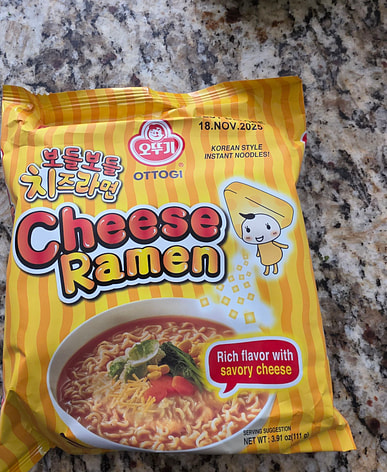 18.NOV.2025
오뚜기
OTTOGI
KOREAN STYLE
INSTANT NOODLES!
보들보들
치즈라면
Cheese
Ramen
Rich flavor with
savory cheese
SERVING SUGGESTION
NET WT : 3.91 oz(111 g)